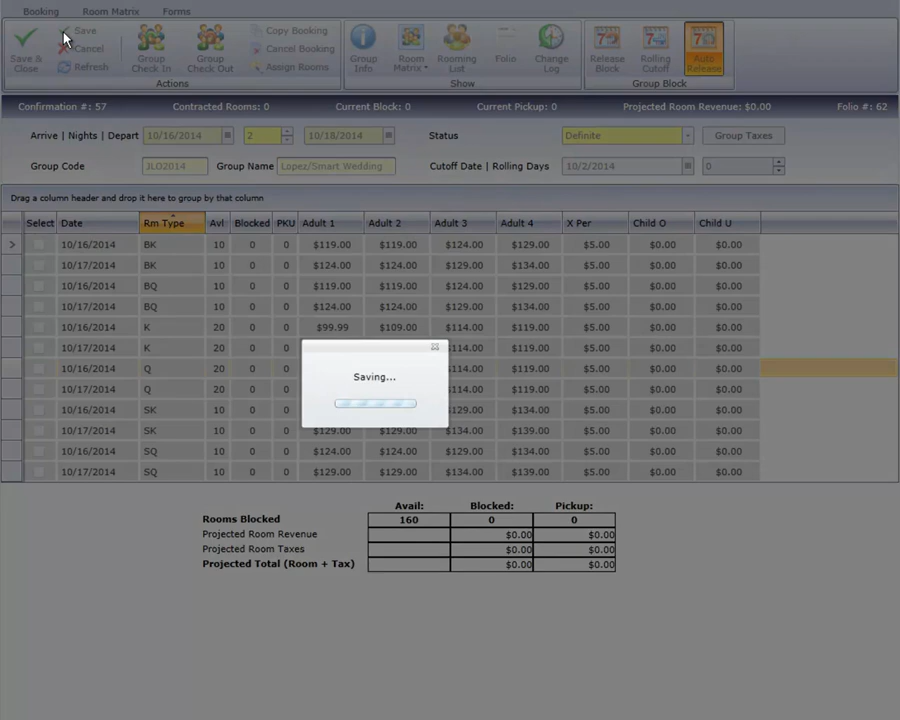 Booking Room Matrix Forms
Save & Close Save Cancel Refresh Group Check In Group Check Out Copy Booking Cancel Booking Assign Rooms Group Info Room Matrix Rooming List Folio Change Log Release Block Rolling Cutoff Auto Release
Actions Show Group Block
Confirmation #: 57 Contracted Rooms: 0 Current Block: 0 Current Pickup: 0 Projected Room Revenue: $0.00 Folio #: 62
Arrive | Nights | Depart 10/16/2014 2 10/18/2014 Status Definite Group Taxes
Group Code JLO2014 Group Name Lopez/Smart Wedding Cutoff Date | Rolling Days 10/2/2014 0
Drag a column header and drop it here to group by that column
Select Date Rm Type Avl Blocked PKU Adult 1 Adult 2 Adult 3 Adult 4 X Per Child O Child U
10/16/2014 BK 10 0 0 $119.00 $119.00 $124.00 $129.00 $5.00 $0.00 $0.00
10/17/2014 BK 10 0 0 $124.00 $124.00 $129.00 $134.00 $5.00 $0.00 $0.00
10/16/2014 BQ 10 0 0 $119.00 $119.00 $124.00 $129.00 $5.00 $0.00 $0.00
10/17/2014 BQ 10 0 0 $124.00 $124.00 $129.00 $134.00 $5.00 $0.00 $0.00
10/16/2014 K 20 0 0 $99.99 $109.00 $114.00 $119.00 $5.00 $0.00 $0.00
10/17/2014 K 20 0 0 $114.00 $119.00 $5.00 $0.00 $0.00
10/16/2014 Q 20 0 0 $114.00 $119.00 $5.00 $0.00 $0.00
Saving...
10/17/2014 Q 20 0 0 $114.00 $119.00 $5.00 $0.00 $0.00
10/16/2014 SK 10 0 0 $129.00 $134.00 $5.00 $0.00 $0.00
10/17/2014 SK 10 0 0 $129.00 $129.00 $134.00 $139.00 $5.00 $0.00 $0.00
10/16/2014 SQ 10 0 0 $124.00 $124.00 $129.00 $134.00 $5.00 $0.00 $0.00
10/17/2014 SQ 10 0 0 $129.00 $129.00 $134.00 $139.00 $5.00 $0.00 $0.00
Avail: Blocked: Pickup:
Rooms Blocked 160 0 0
Projected Room Revenue $0.00 $0.00
Projected Room Taxes $0.00 $0.00
Projected Total (Room + Tax) $0.00 $0.00